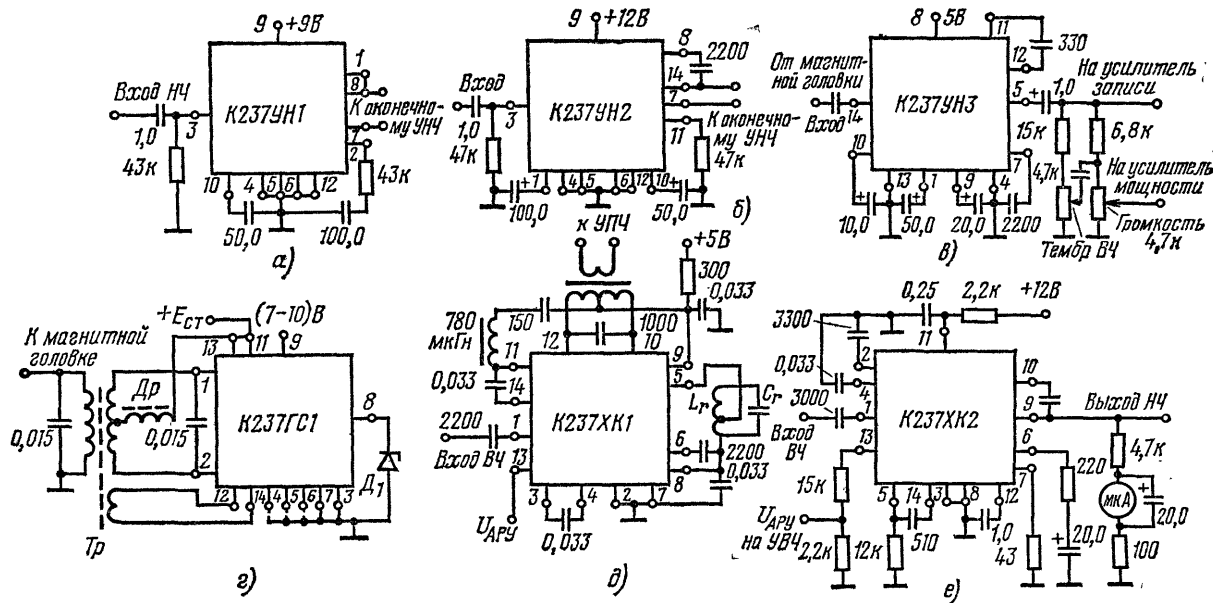 9 +9В
1
8
Вход НЧ
К237УН1
К оконечно-
му УНЧ
3
1,0
7
2
43к
43к
10 4 5 6 12
50,0
100,0
а)
9 +12В
8
2200
14
Вход
К237УН2
7
К оконечно-
му УНЧ
3
1,0
11
47к
47к
1 4 5 6 12 10
100,0
50,0
б)
8 5В
11
12
330
От магнит-
ной головки
К237УН3
На усилитель
записи
5
1,0
14
Вход
15к
6,8к
10
7
4,7к
На усилитель
мощности
13 1 9 4
10,0
50,0
20,0
2200
Громкость
4,7к
Тембр ВЧ
в)
+Eст
(7-10)В
К магнитной
головке
13
11
9
1
Др
К237ГС1
8
0,015
0,015
2
Д1
12 14 4 5 6 7 3
Тр
г)
к УПЧ
+5В
300
0,033
150
1000
780
мкГн
12
10
11
9
5
0,033
14
К237ХК1
Lг
Cг
2200
1
Вход ВЧ
6
2200
13
8
0,033
3 4 2 7
UАРУ
0,033
д)
0,25
2,2к
+12В
3300
11
2
10
0,033
4
3000
7
К237ХК2
9
Выход НЧ
Вход
ВЧ
13
6
4,7к
15к
7
220
мкА
20,0
5 14 3 8 12
UАРУ
на УВЧ
2,2к
12к
510
1,0
43
20,0
100
е)